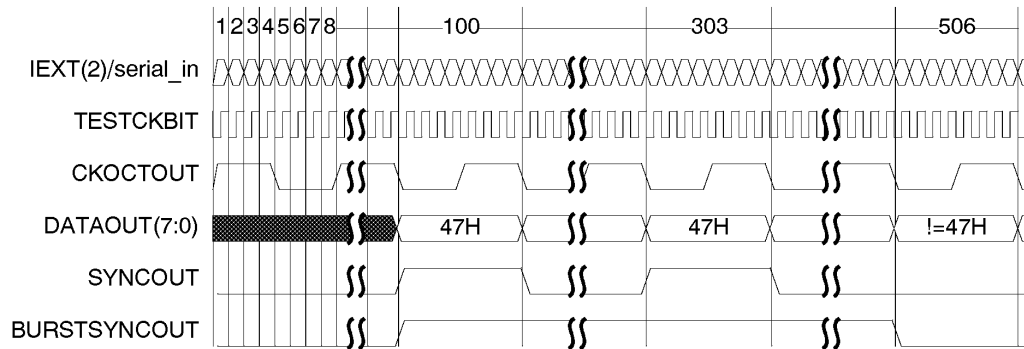 1 2 3 4 5 6 7 8 100 303 506
IEXT(2)/serial_in
TESTCKBIT
CKOCTOUT
DATAOUT(7:0) 47H 47H !=47H
SYNCOUT
BURSTSYNCOUT